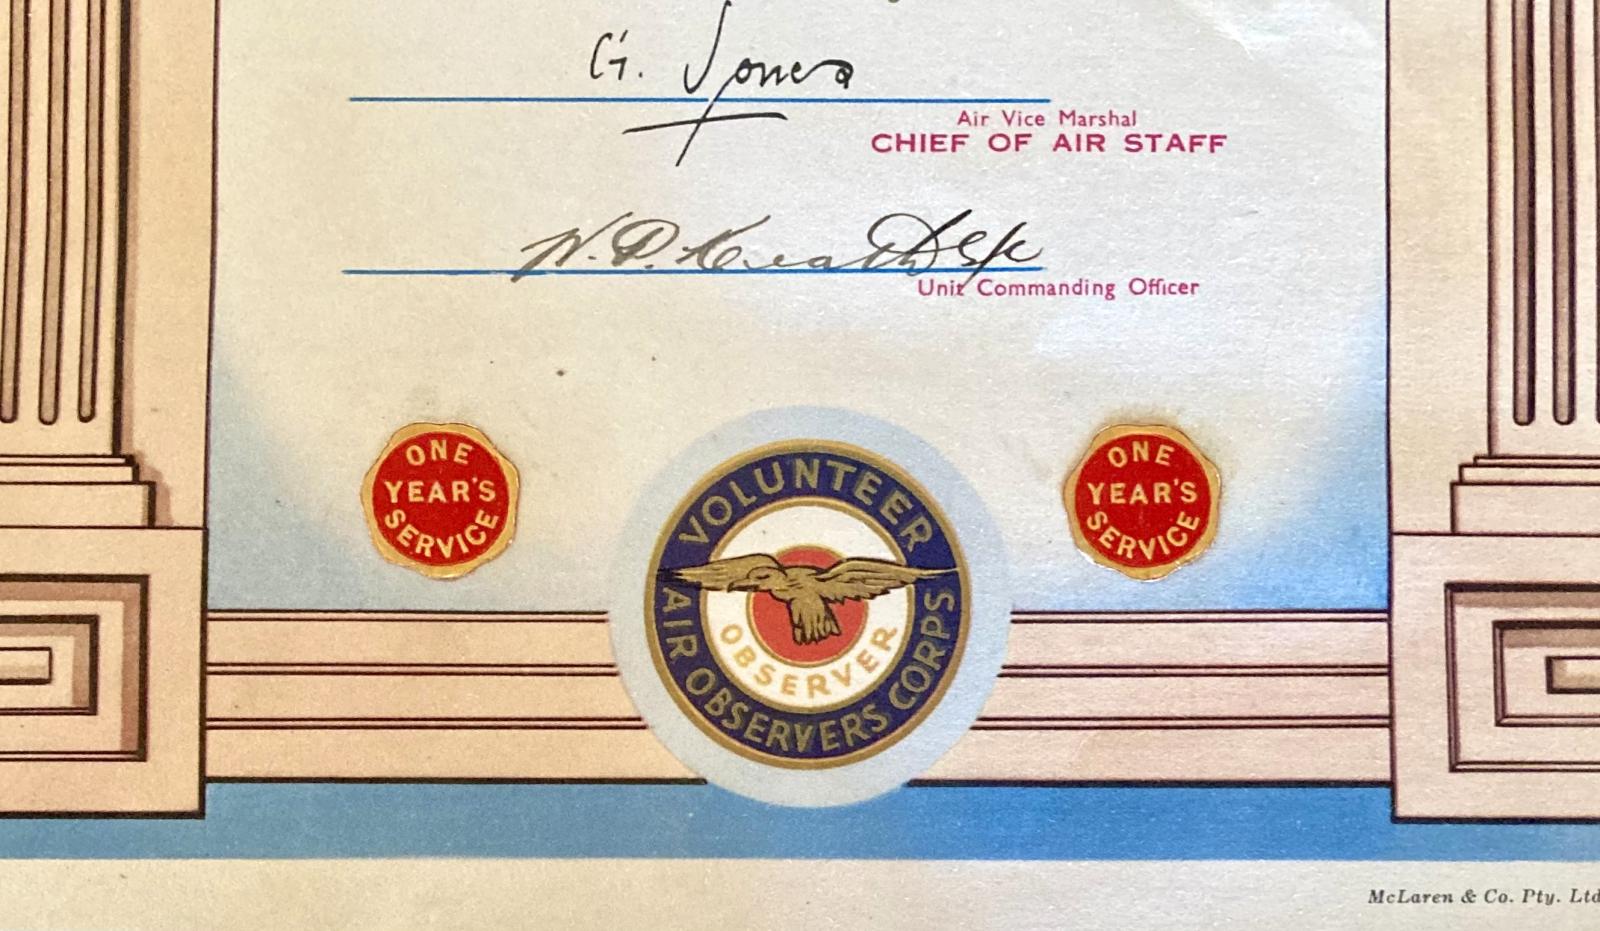 G. Jones
Air Vice Marshal
CHIEF OF AIR STAFF
Unit Commanding Officer
ONE
YEAR'S
SERVICE
VOLUNTEER
AIR OBSERVERS CORPS
OBSERVER
ONE
YEAR'S
SERVICE
McLaren & Co. Pty. Ltd